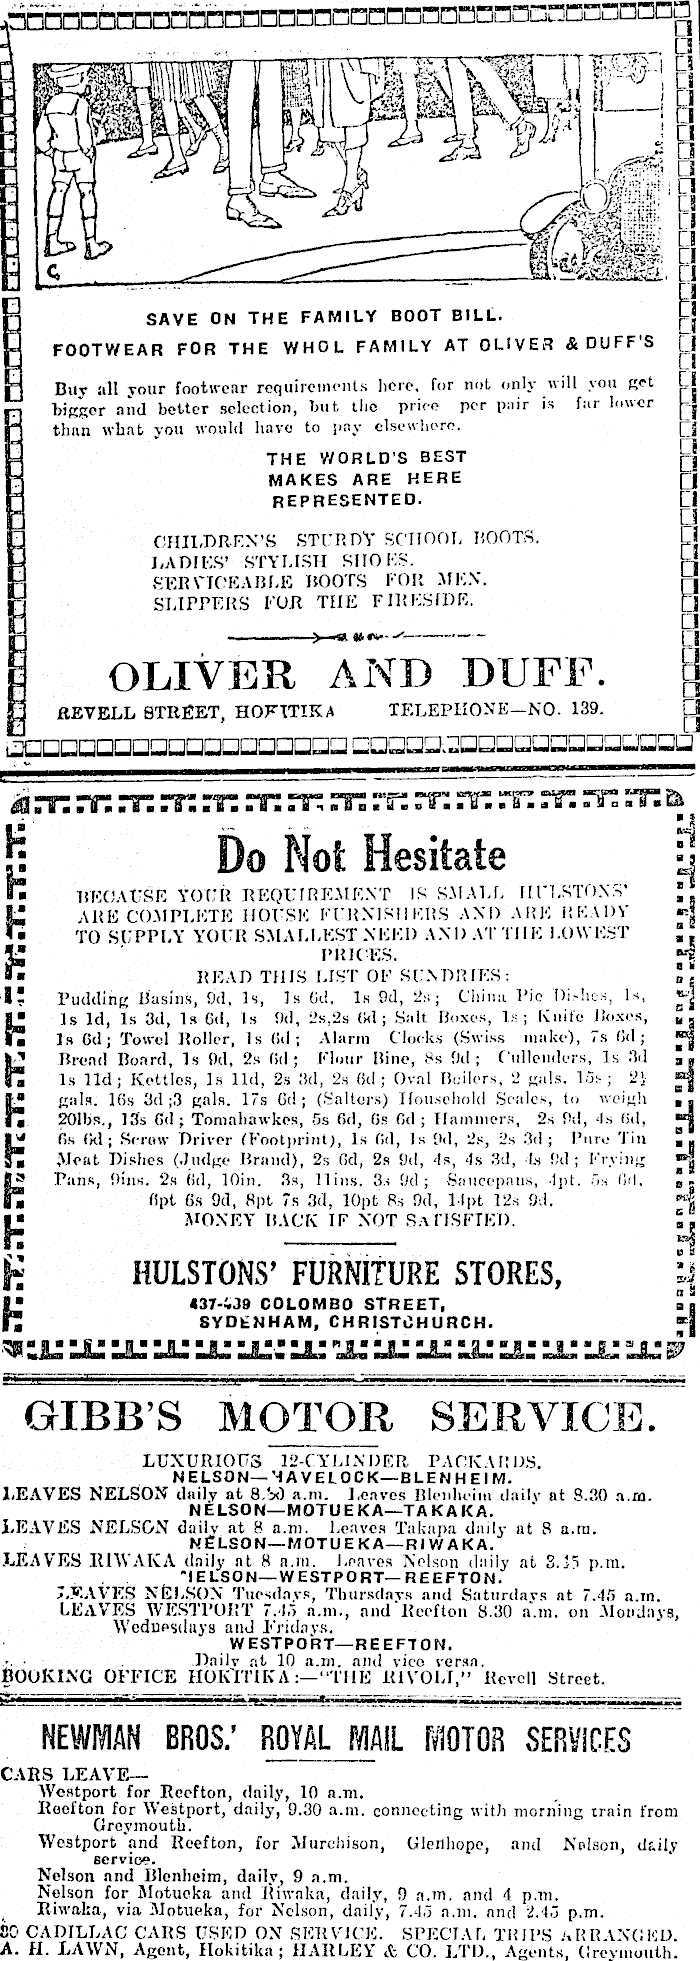 SAVE ON THE FAMILY BOOT BILL.
FOOTWEAR FOR THE WHOL FAMILY AT OLIVER & DUFF'S
Buy all your footwear requirements here, for not only will you get
bigger and better selection, but the price per pair is far lower
than what you would have to pay elsewhere.
THE WORLD'S BEST
MAKES ARE HERE
REPRESENTED.
CHILDREN'S STURDY SCHOOL BOOTS.
LADIES' STYLISH SHOES.
SERVICEABLE BOOTS FOR MEN.
SLIPPERS FOR THE FIRESIDE.
OLIVER AND DUFF.
REVELL STREET, HOKITIKA TELEPHONE—NO. 139.
Do Not Hesitate
BECAUSE YOUR REQUIREMENT IS SMALL HULSTONS'
ARE COMPLETE HOUSE FURNISHERS AND ARE READY
TO SUPPLY YOUR SMALLEST NEED AND AT THE LOWEST
PRICES.
READ THIS LIST OF SUNDRIES:
Pudding Basins, 9d, 1s, 1s 6d, 1s 9d, 2s; China Pie Dishes, 1s,
1s 1d, 1s 3d, 1s 6d, 1s 9d, 2s,2s 6d; Salt Boxes, 1s; Knife Boxes,
1s 6d; Towel Roller, 1s 6d; Alarm Clocks (Swiss make), 7s 6d;
Bread Board, 1s 9d, 2s 6d; Flour Bine, 8s 9d; Cullenders, 1s 3d
1s 11d; Kettles, 1s 11d, 2s 3d, 2s 6d; Oval Boilers, 2 gals. 15s; 2½
gals. 16s 3d;3 gals. 17s 6d; (Salters) Household Scales, to weigh
20lbs., 13s 6d; Tomahawkes, 5s 6d, 6s 6d; Hammers, 2s 9d, 4s 6d,
6s 6d; Screw Driver (Footprint), 1s 6d, 1s 9d, 2s, 2s 3d; Pure Tin
Meat Dishes (Judge Brand), 2s 6d, 2s 9d, 4s, 4s 3d, 4s 9d; Frying
Pans, 9ins. 2s 6d, 10in. 3s, 11ins. 3s 9d; Saucepans, 4pt. 5s 6d,
6pt 6s 9d, 8pt 7s 3d, 10pt 8s 9d, 14pt 12s 9d.
MONEY BACK IF NOT SATISFIED.
HULSTONS' FURNITURE STORES,
437-439 COLOMBO STREET,
SYDENHAM, CHRISTCHURCH.
GIBB'S MOTOR SERVICE.
LUXURIOUS 12-CYLINDER PACKARDS.
NELSON—HAVELOCK—BLENHEIM.
LEAVES NELSON daily at a.m. Leaves Blenheim daily at 8.30 a.m.
NELSON—MOTUEKA—TAKAKA.
LEAVES NELSON daily at 8 a.m. Leaves Takapa daily at 8 a.m.
NELSON—MOTUEKA—RIWAKA.
LEAVES RIWAKA daily at 8 a.m. Leaves Nelson daily at p.m.
NELSON—WESTPORT—REEFTON.
LEAVES NELSON Tuesdays, Thursdays and Saturdays at 7.45 a.m.
LEAVES WESTPORT 7.45 a.m., and Reefton 8.30 a.m. on Mondays,
Wednesdays and Fridays.
WESTPORT—REEFTON.
Daily at 10 a.m. and vice versa.
BOOKING OFFICE HOKITIKA:—"THE RIVOLI," Revell Street.
NEWMAN BROS.' ROYAL MAIL MOTOR SERVICES
CARS LEAVE—
Westport for Reefton, daily, 10 a.m.
Reefton for Westport, daily, 9.30 a.m. connecting with morning train from
Greymouth.
Westport and Reefton, for Murchison, Glenhope, and Nelson, daily
service.
Nelson and Blenheim, daily, 9 a.m.
Nelson for Motueka and Riwaka, daily, 9 a.m. and 4 p.m.
Riwaka, via Motueka, for Nelson, daily, 7.45 a.m. and 2.45 p.m.
CADILLAC CARS USED ON SERVICE. SPECIAL TRIPS ARRANGED.
A. H. LAWN, Agent, Hokitika; HARLEY & CO. LTD., Agents, Greymouth.